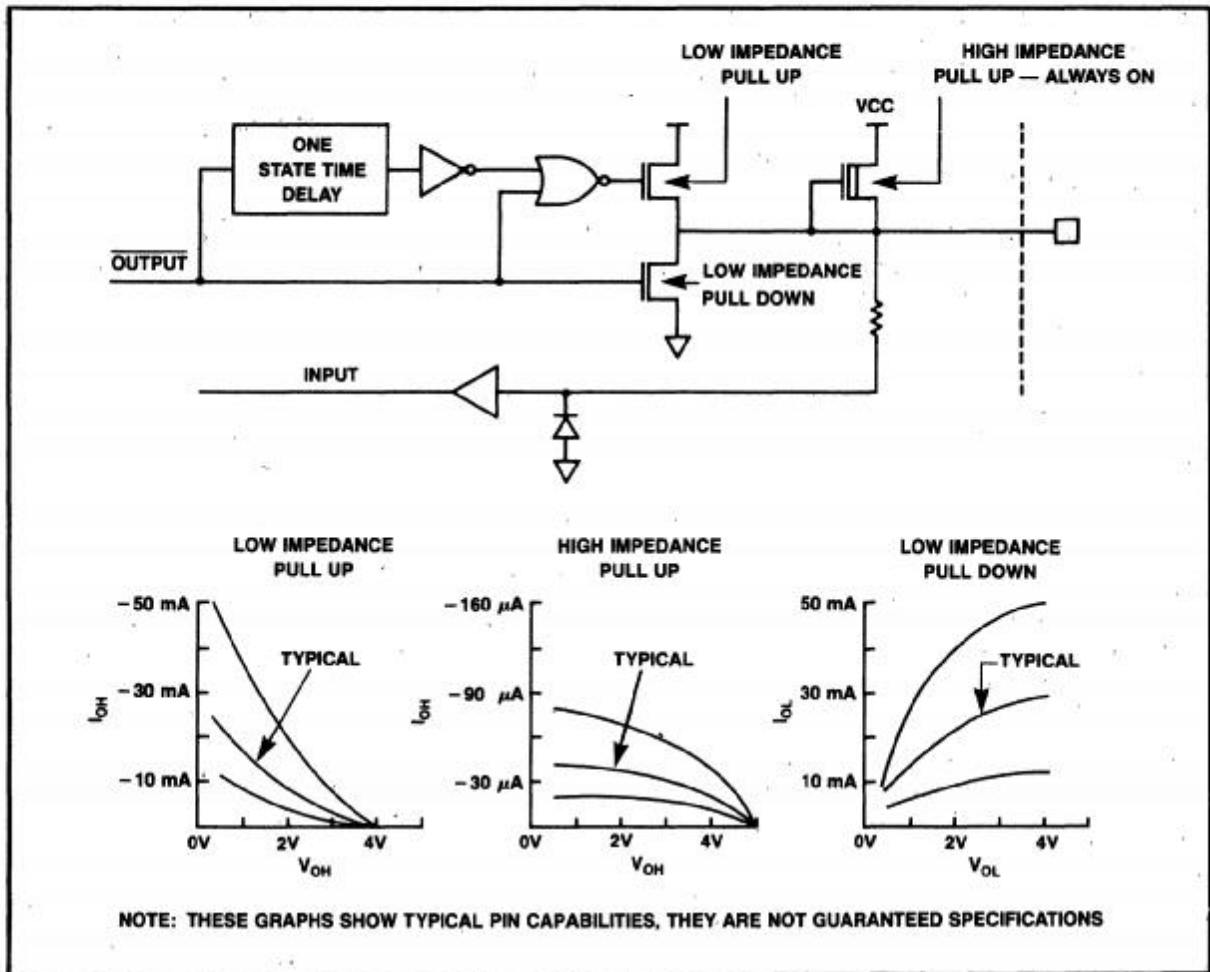 LOW IMPEDANCE
PULL UP
HIGH IMPEDANCE
PULL UP — ALWAYS ON
VCC
ONE
STATE TIME
DELAY
OUTPUT
LOW IMPEDANCE
PULL DOWN
INPUT
LOW IMPEDANCE
PULL UP
−50 mA
−30 mA
−10 mA
IOH
TYPICAL
0V
2V
4V
VOH
HIGH IMPEDANCE
PULL UP
−160 μA
−90 μA
−30 μA
IOH
TYPICAL
0V
2V
4V
VOH
LOW IMPEDANCE
PULL DOWN
50 mA
30 mA
10 mA
IOL
TYPICAL
0V
2V
4V
VOL
NOTE: THESE GRAPHS SHOW TYPICAL PIN CAPABILITIES, THEY ARE NOT GUARANTEED SPECIFICATIONS